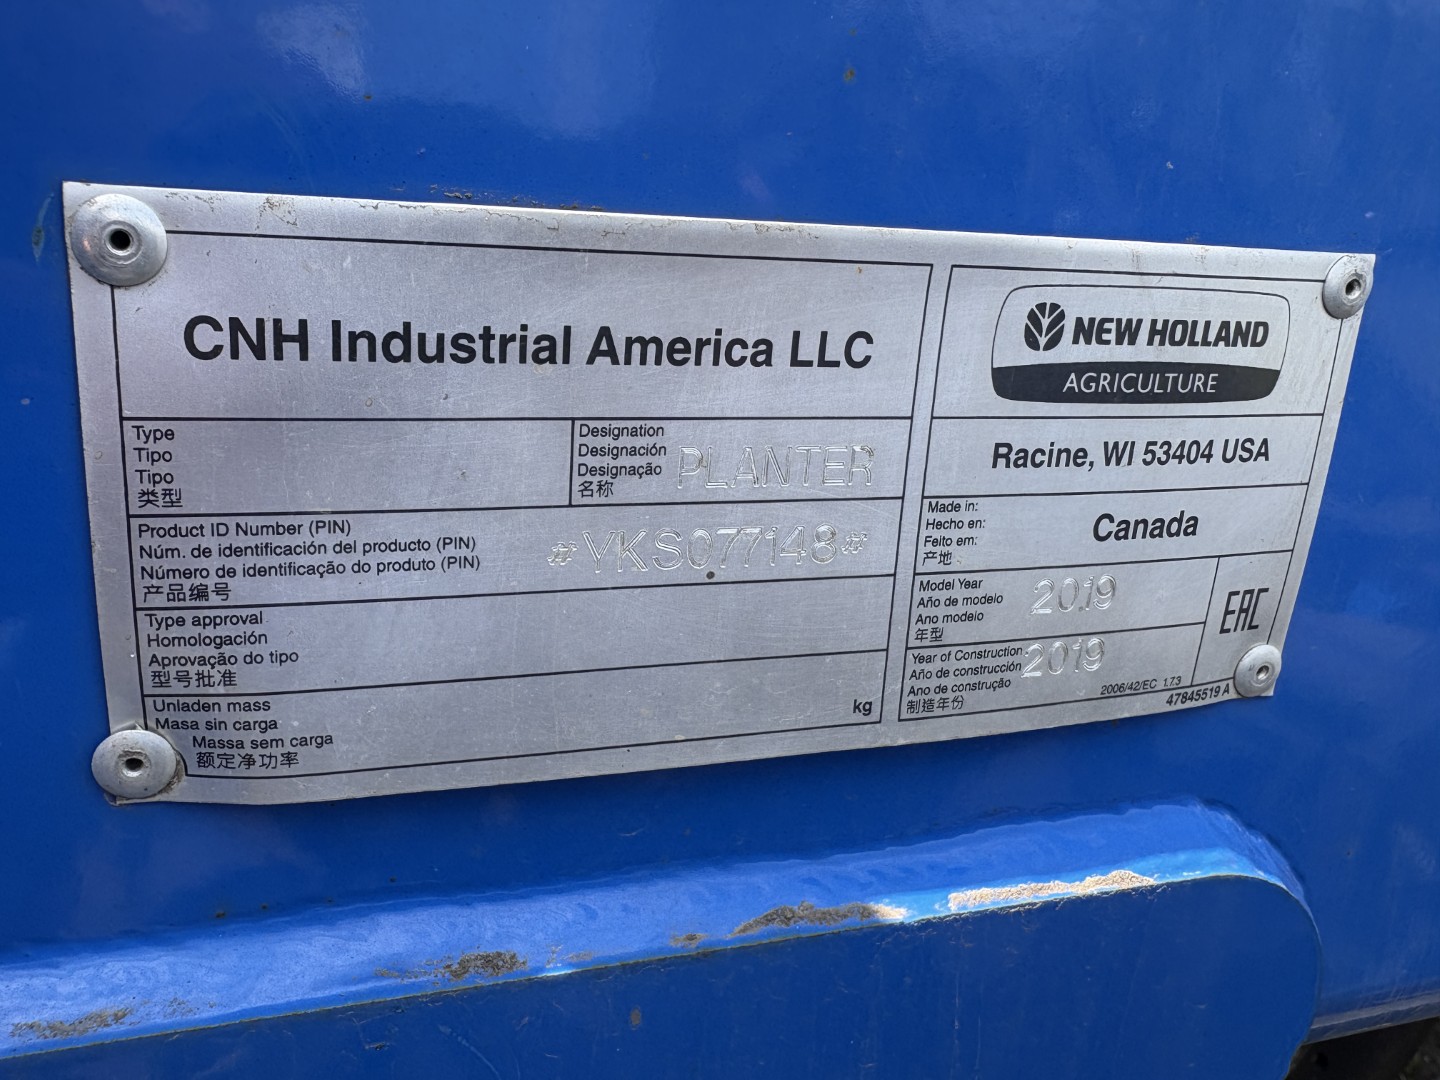 CNH Industrial America LLC
NEW HOLLAND
AGRICULTURE
Type
Tipo
Tipo
类型
Designation
Designación
Designação
名称
PLANTER
Racine, WI 53404 USA
Product ID Number (PIN)
Núm. de identificación del producto (PIN)
Número de identificação do produto (PIN)
产品编号
#YKS077148#
Made in:
Hecho en:
Feito em:
产地
Canada
Type approval
Homologación
Aprovação do tipo
型号批准
Model Year
Año de modelo
Ano modelo
年型
2019
EAC
Unladen mass
Masa sin carga
Massa sem carga
额定净功率
kg
Year of Construction
Año de construcción
Ano de construção
制造年份
2019
2006/42/EC 1.7.3
47845519 A